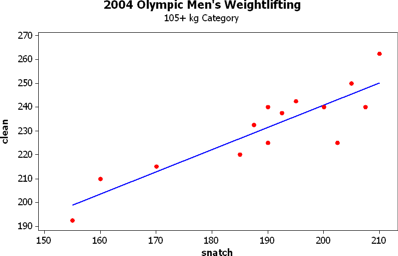 2004 Olympic Men's Weightlifting
105+ kg Category
clean
270
260
250
240
230
220
210
200
190
150 160 170 180 190 200 210
snatch